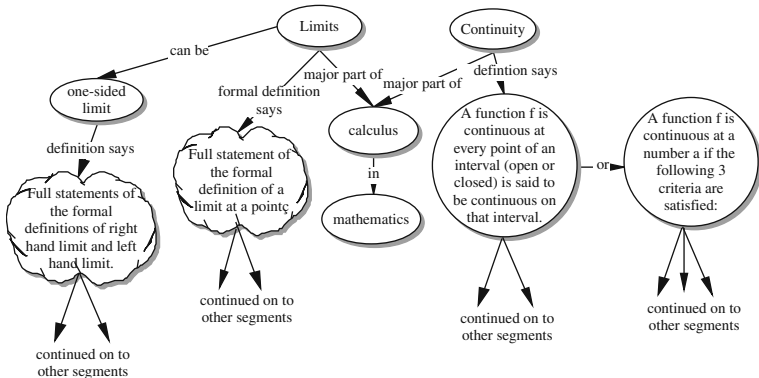 Limits
Continuity
can be
major part of
major part of
defintion says
one-sided
limit
formal definition
says
calculus
definition says
in
mathematics
Full statements of
the formal
definitions of right
hand limit and left
hand limit.
Full statement of
the formal
definition of a
limit at a pointç
A function f is
continuous at
every point of an
interval (open or
closed) is said to
be continuous on
that interval.
or
A function f is
continuous at a
number a if the
following 3
criteria are
satisfied:
continued on to
other segments
continued on to
other segments
continued on to
other segments
continued on to
other segments